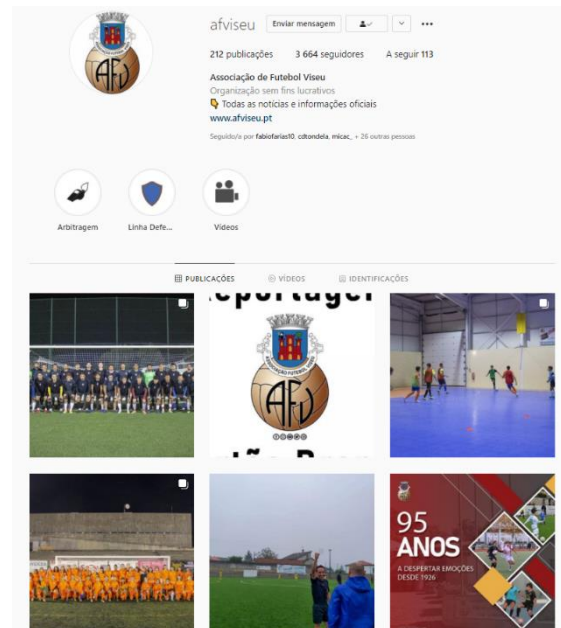 afviseu Enviar mensagem
212 publicações 3 664 seguidores A seguir 113
Associação de Futebol Viseu
Organização sem fins lucrativos
Todas as notícias e informações oficiais
www.afviseu.pt
Seguido/a por fabiofarias10, cdtondela, micac_ + 26 outras pessoas
Arbitragem Linha Defe... Vídeos
PUBLICAÇÕES VÍDEOS IDENTIFICAÇÕES
AFV
95
ANOS
A DESPERTAR EMOÇÕES
DESDE 1926